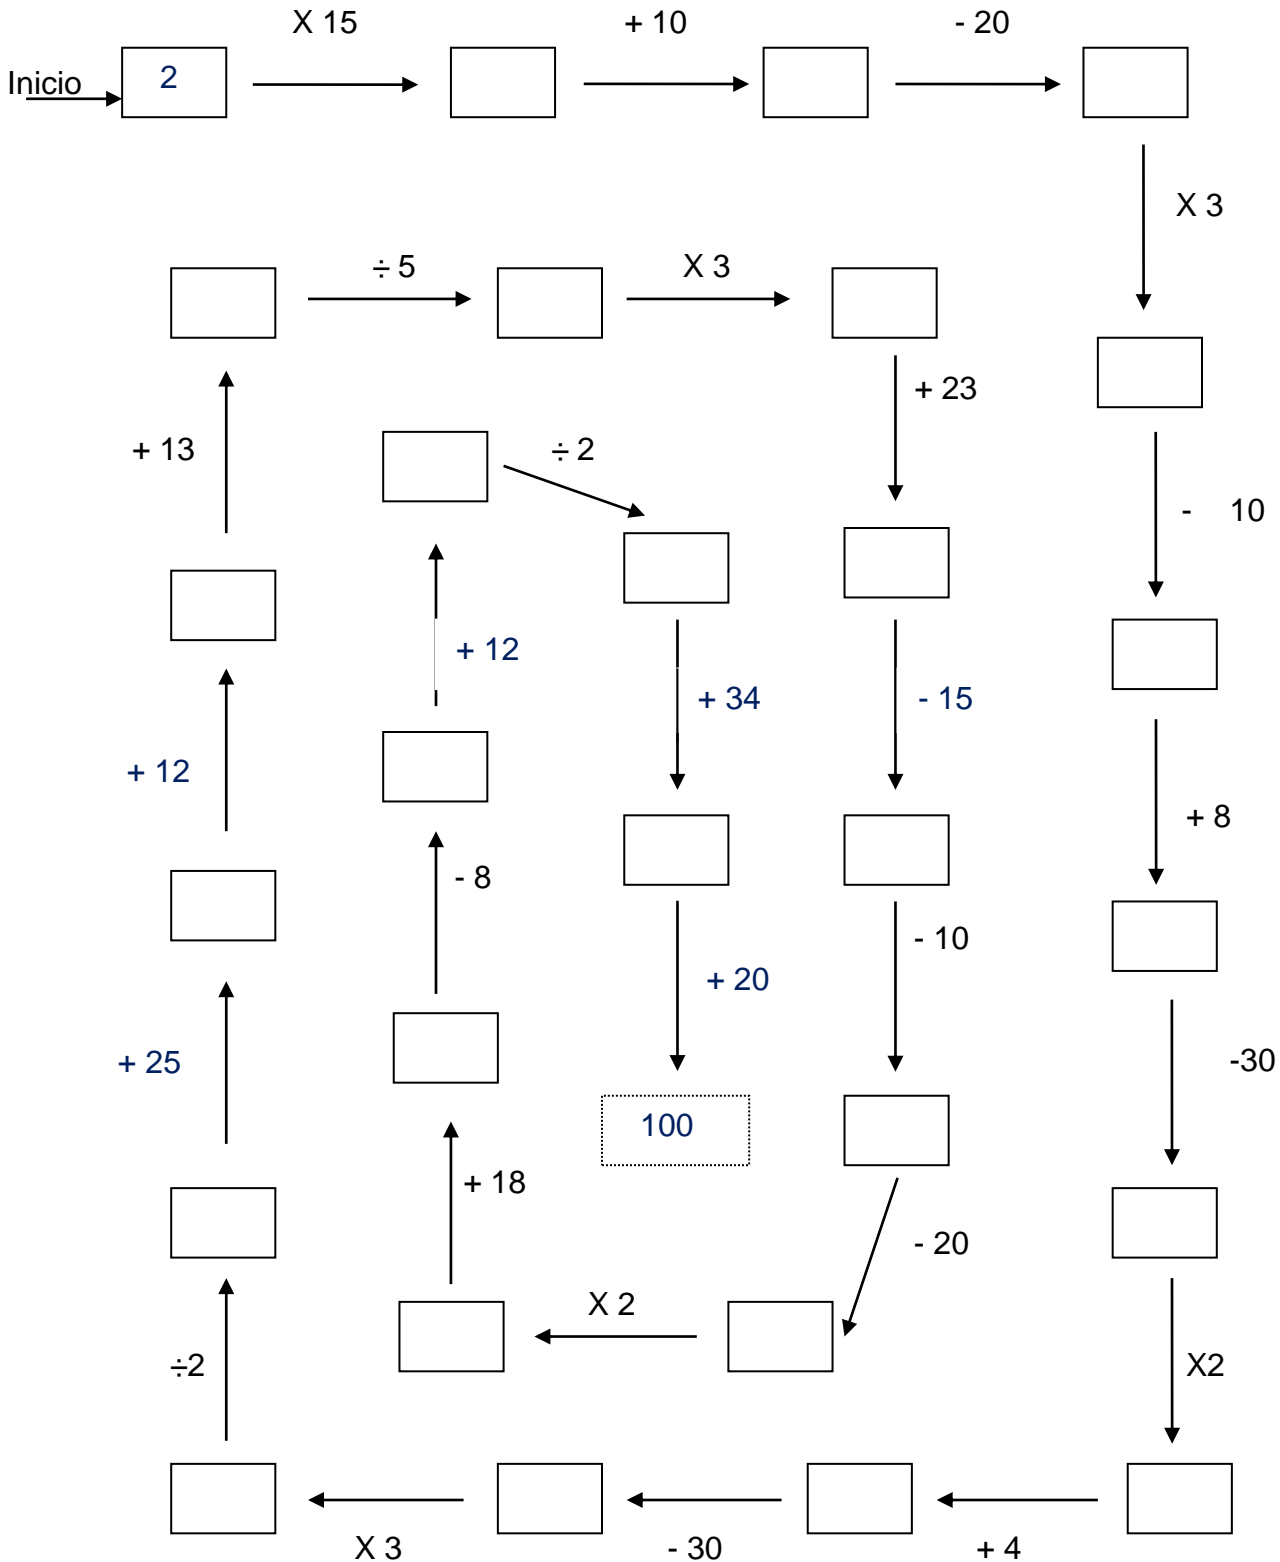 X 15 + 10 - 20
Inicio 2
X 3
÷ 5 X 3
+ 23
+ 13 ÷ 2
- 10
+ 12
+ 34 - 15
+ 12
+ 8
- 8
- 10
+ 20
+ 25 -30
100
+ 18
- 20
X 2
÷2 X2
X 3 - 30 + 4